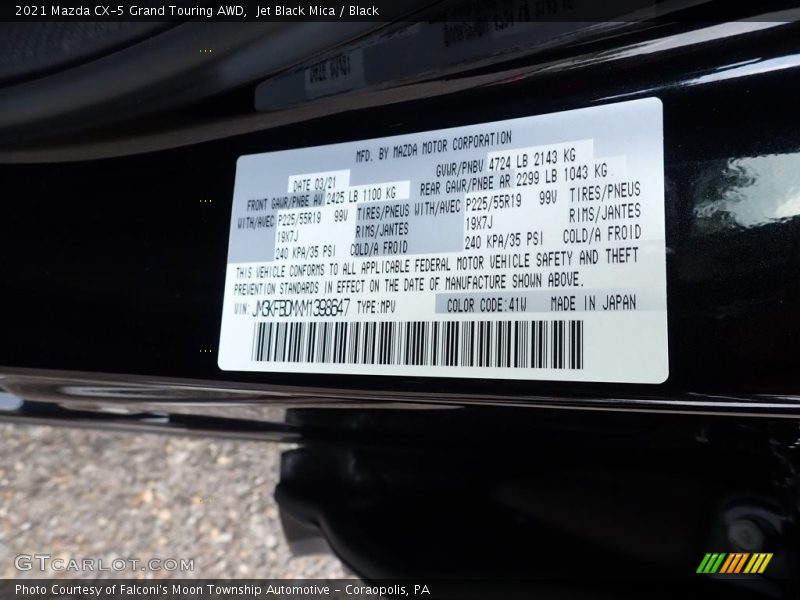 2021 Mazda CX-5 Grand Touring AWD, Jet Black Mica / Black
MFD. BY MAZDA MOTOR CORPORATION
DATE 03/21
GVWR/PNBV 4724 LB 2143 KG
FRONT GAWR/PNBE AV 2425 LB 1100 KG
REAR GAWR/PNBE AR 2299 LB 1043 KG
WITH/AVEC P225/55R19 99V TIRES/PNEUS
WITH/AVEC P225/55R19 99V TIRES/PNEUS
19X7J RIMS/JANTES
19X7J RIMS/JANTES
240 KPA/35 PSI COLD/A FROID
240 KPA/35 PSI COLD/A FROID
THIS VEHICLE CONFORMS TO ALL APPLICABLE FEDERAL MOTOR VEHICLE SAFETY AND THEFT
PREVENTION STANDARDS IN EFFECT ON THE DATE OF MANUFACTURE SHOWN ABOVE.
VIN: JM3KFBDMXM1398647 TYPE:MPV COLOR CODE:41W MADE IN JAPAN
GTCARLOT.COM
Photo Courtesy of Falconi's Moon Township Automotive - Coraopolis, PA